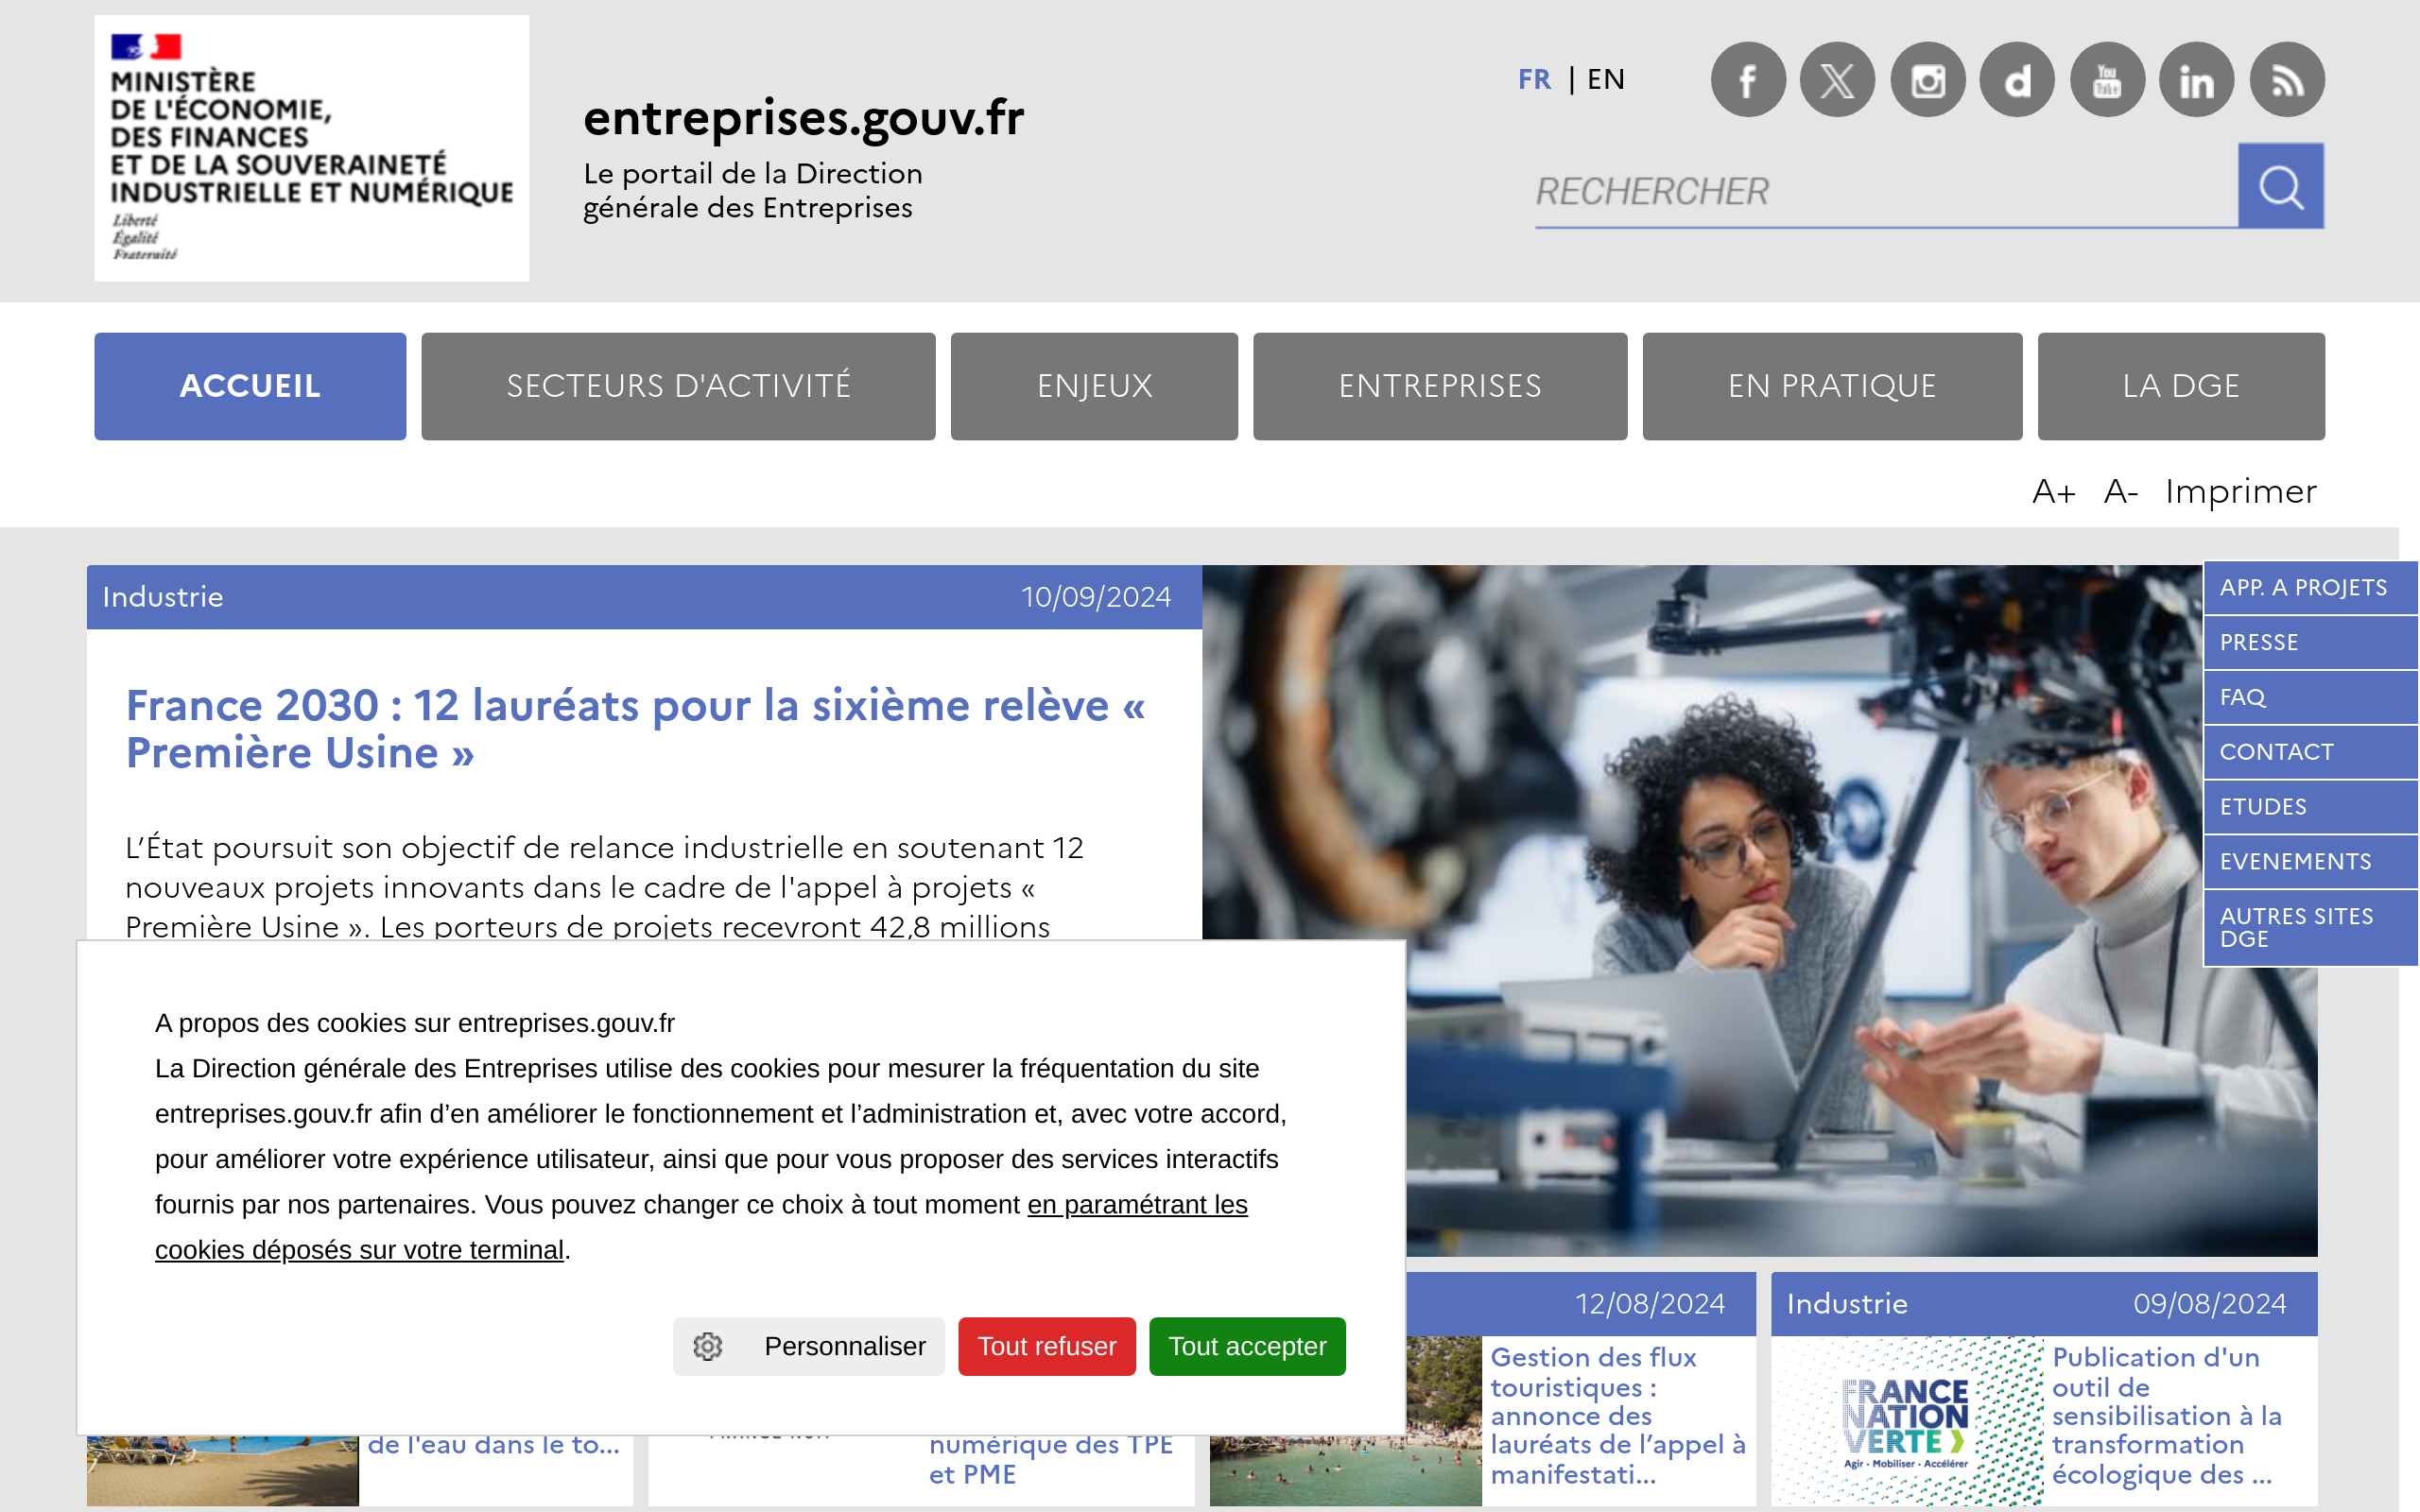 MINISTÈRE
DE L'ÉCONOMIE,
DES FINANCES
ET DE LA SOUVERAINETÉ
INDUSTRIELLE ET NUMÉRIQUE
Liberté
Égalité
Fraternité
entreprises.gouv.fr
Le portail de la Direction
générale des Entreprises
FR | EN
You
Tube
RECHERCHER
ACCUEIL
SECTEURS D'ACTIVITÉ
ENJEUX
ENTREPRISES
EN PRATIQUE
LA DGE
A+ A- Imprimer
Industrie 10/09/2024
France 2030 : 12 lauréats pour la sixième relève «
Première Usine »
L’État poursuit son objectif de relance industrielle en soutenant 12
nouveaux projets innovants dans le cadre de l'appel à projets «
Première Usine ». Les porteurs de projets recevront 42,8 millions
APP. A PROJETS
PRESSE
FAQ
CONTACT
ETUDES
EVENEMENTS
AUTRES SITES
DGE
A propos des cookies sur entreprises.gouv.fr
La Direction générale des Entreprises utilise des cookies pour mesurer la fréquentation du site
entreprises.gouv.fr afin d’en améliorer le fonctionnement et l’administration et, avec votre accord,
pour améliorer votre expérience utilisateur, ainsi que pour vous proposer des services interactifs
fournis par nos partenaires. Vous pouvez changer ce choix à tout moment en paramétrant les
cookies déposés sur votre terminal.
Personnaliser
Tout refuser
Tout accepter
de l'eau dans le to...
numérique des TPE
et PME
12/08/2024
Gestion des flux
touristiques :
annonce des
lauréats de l’appel à
manifestati...
Industrie 09/08/2024
FRANCE
NATION
VERTE
Agir - Mobiliser - Accélérer
Publication d'un
outil de
sensibilisation à la
transformation
écologique des ...